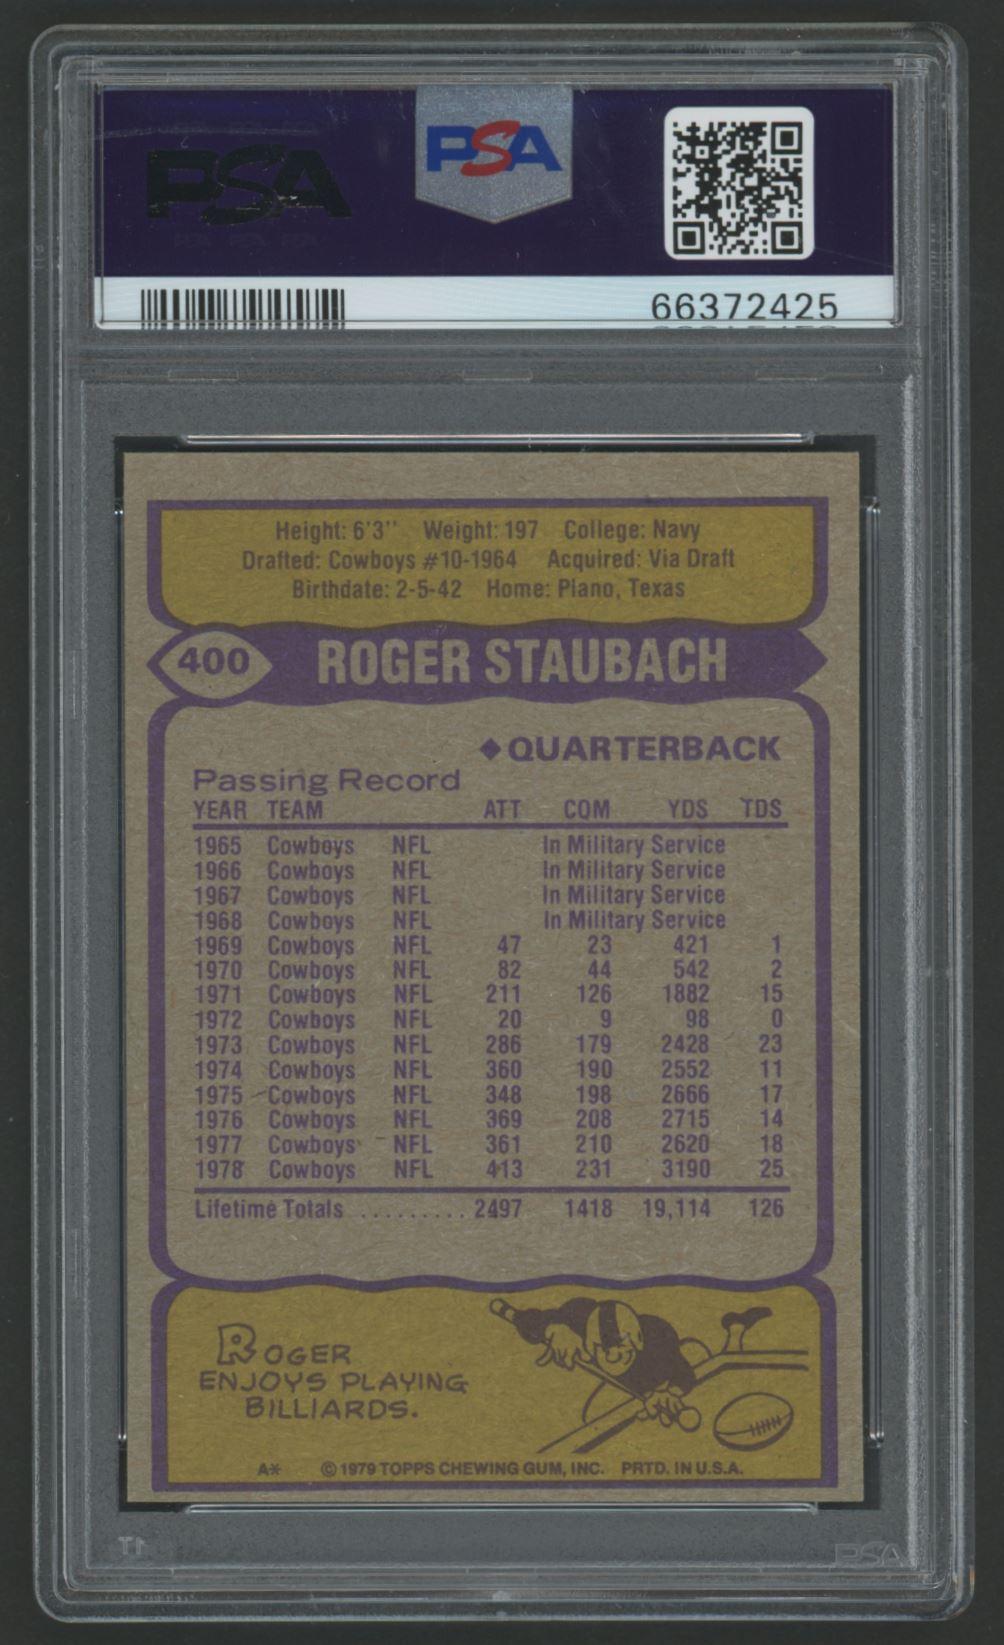 PSA
PSA
66372425
Height: 6'3'' Weight: 197 College: Navy
Drafted: Cowboys #10-1964 Acquired: Via Draft
Birthdate: 2-5-42 Home: Plano, Texas
400 ROGER STAUBACH
◆QUARTERBACK
Passing Record
YEAR TEAM ATT COM YDS TDS
1965 Cowboys NFL In Military Service
1966 Cowboys NFL In Military Service
1967 Cowboys NFL In Military Service
1968 Cowboys NFL In Military Service
1969 Cowboys NFL 47 23 421 1
1970 Cowboys NFL 82 44 542 2
1971 Cowboys NFL 211 126 1882 15
1972 Cowboys NFL 20 9 98 0
1973 Cowboys NFL 286 179 2428 23
1974 Cowboys NFL 360 190 2552 11
1975 Cowboys NFL 348 198 2666 17
1976 Cowboys NFL 369 208 2715 14
1977 Cowboys NFL 361 210 2620 18
1978 Cowboys NFL 413 231 3190 25
Lifetime Totals ......... 2497 1418 19,114 126
ROGER
ENJOYS PLAYING
BILLIARDS.
A* © 1979 TOPPS CHEWING GUM, INC. PRTD. IN U.S.A.
PSA